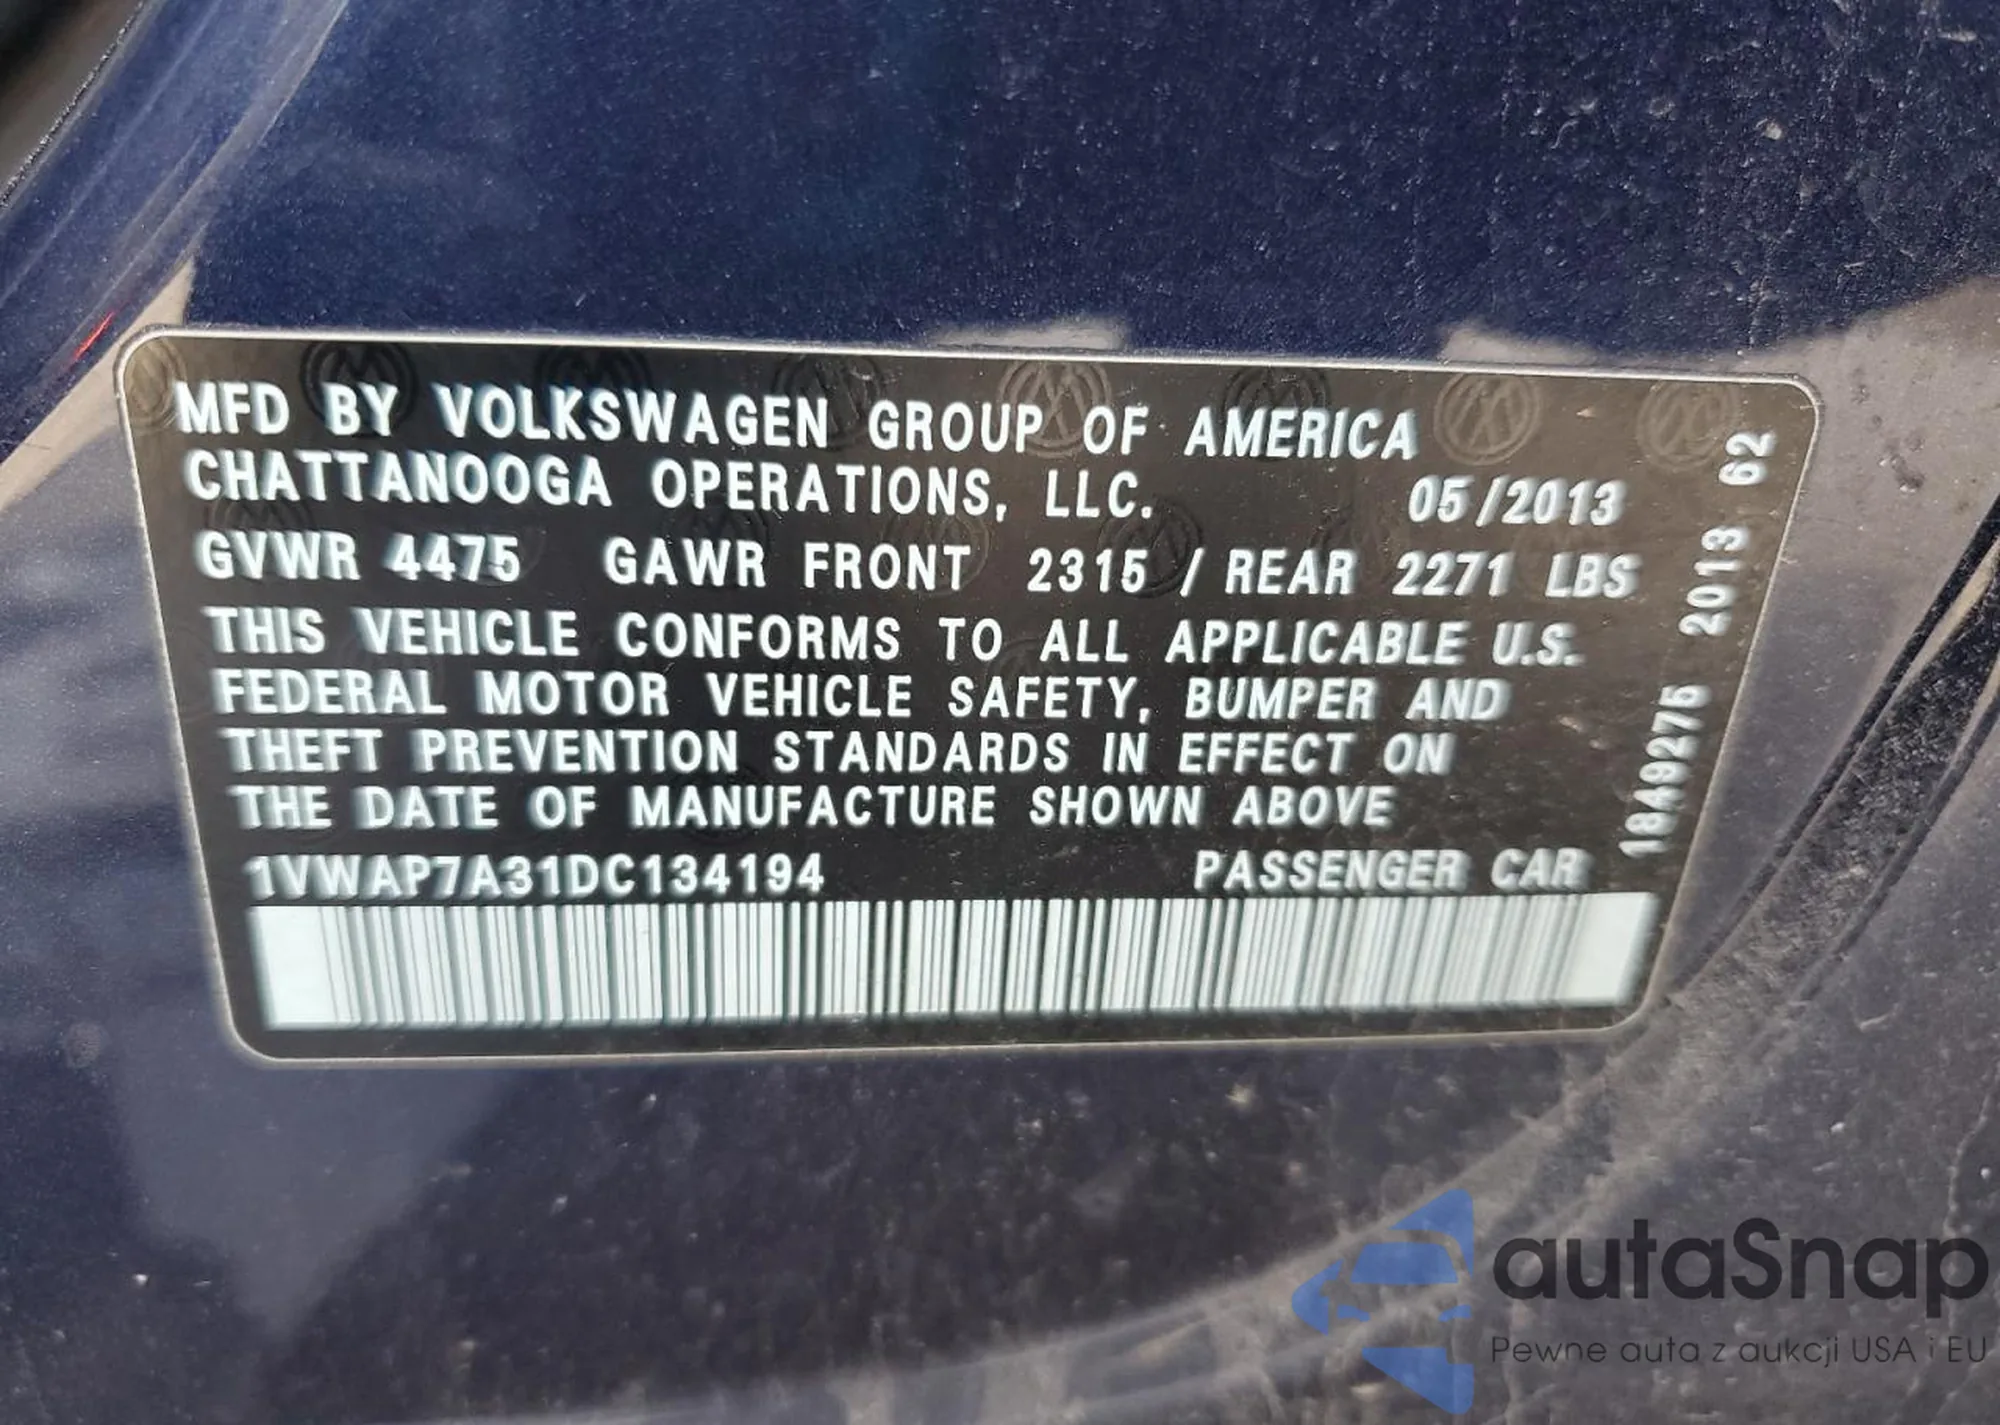 MFD BY VOLKSWAGEN GROUP OF AMERICA
CHATTANOOGA OPERATIONS, LLC. 05/2013
GVWR 4475 GAWR FRONT 2315 / REAR 2271 LBS
THIS VEHICLE CONFORMS TO ALL APPLICABLE U.S.
FEDERAL MOTOR VEHICLE SAFETY, BUMPER AND
THEFT PREVENTION STANDARDS IN EFFECT ON
THE DATE OF MANUFACTURE SHOWN ABOVE
1VWAP7A31DC134194 PASSENGER CAR
1849275 2013 62
autaSnap
Pewne auta z aukcji USA i EU